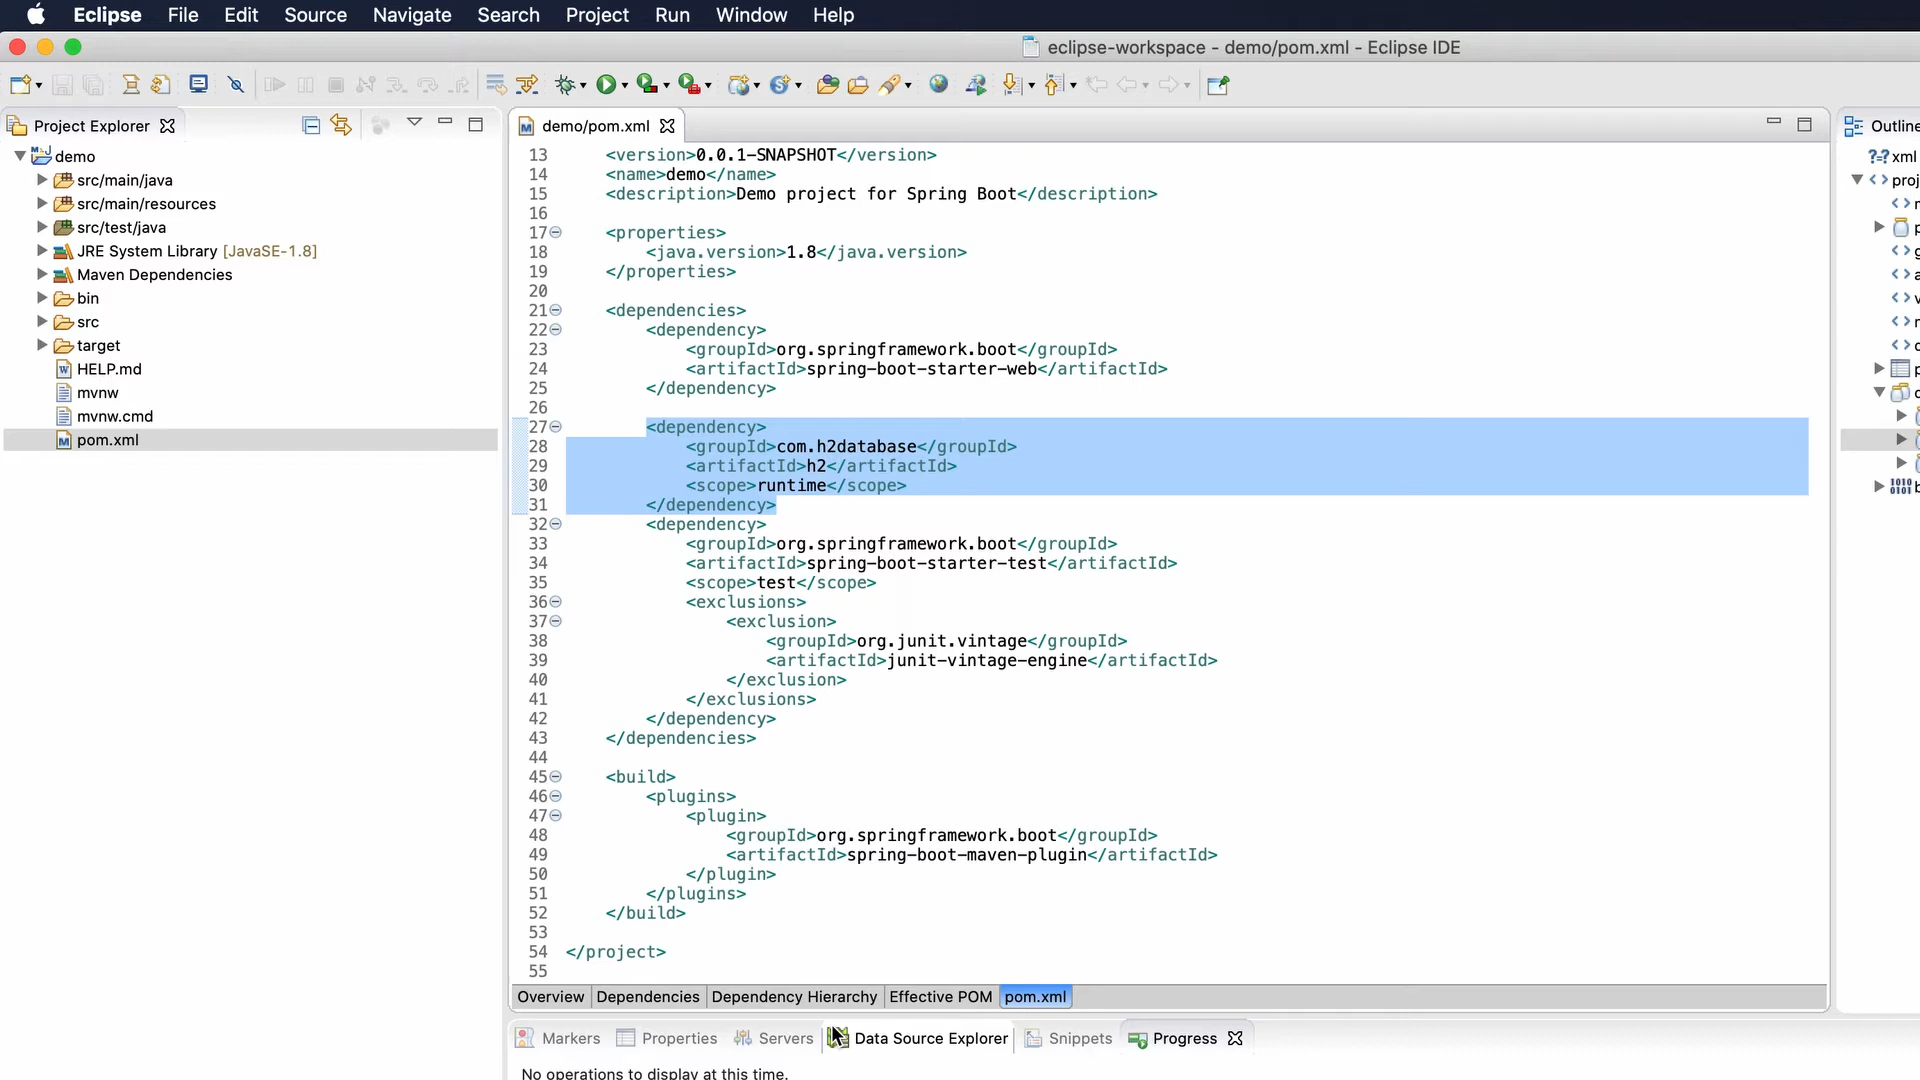 Eclipse File Edit Source Navigate Search Project Run Window Help
eclipse-workspace - demo/pom.xml - Eclipse IDE
Project Explorer
demo
src/main/java
src/main/resources
src/test/java
JRE System Library [JavaSE-1.8]
Maven Dependencies
bin
src
target
HELP.md
mvnw
mvnw.cmd
pom.xml
demo/pom.xml
13 <version>0.0.1-SNAPSHOT</version>
14 <name>demo</name>
15 <description>Demo project for Spring Boot</description>
16
17 <properties>
18 <java.version>1.8</java.version>
19 </properties>
20
21 <dependencies>
22 <dependency>
23 <groupId>org.springframework.boot</groupId>
24 <artifactId>spring-boot-starter-web</artifactId>
25 </dependency>
26
27 <dependency>
28 <groupId>com.h2database</groupId>
29 <artifactId>h2</artifactId>
30 <scope>runtime</scope>
31 </dependency>
32 <dependency>
33 <groupId>org.springframework.boot</groupId>
34 <artifactId>spring-boot-starter-test</artifactId>
35 <scope>test</scope>
36 <exclusions>
37 <exclusion>
38 <groupId>org.junit.vintage</groupId>
39 <artifactId>junit-vintage-engine</artifactId>
40 </exclusion>
41 </exclusions>
42 </dependency>
43 </dependencies>
44
45 <build>
46 <plugins>
47 <plugin>
48 <groupId>org.springframework.boot</groupId>
49 <artifactId>spring-boot-maven-plugin</artifactId>
50 </plugin>
51 </plugins>
52 </build>
53
54 </project>
55
Overview Dependencies Dependency Hierarchy Effective POM pom.xml
Markers Properties Servers Data Source Explorer Snippets Progress
No operations to display at this time.
Outline
?=? xml